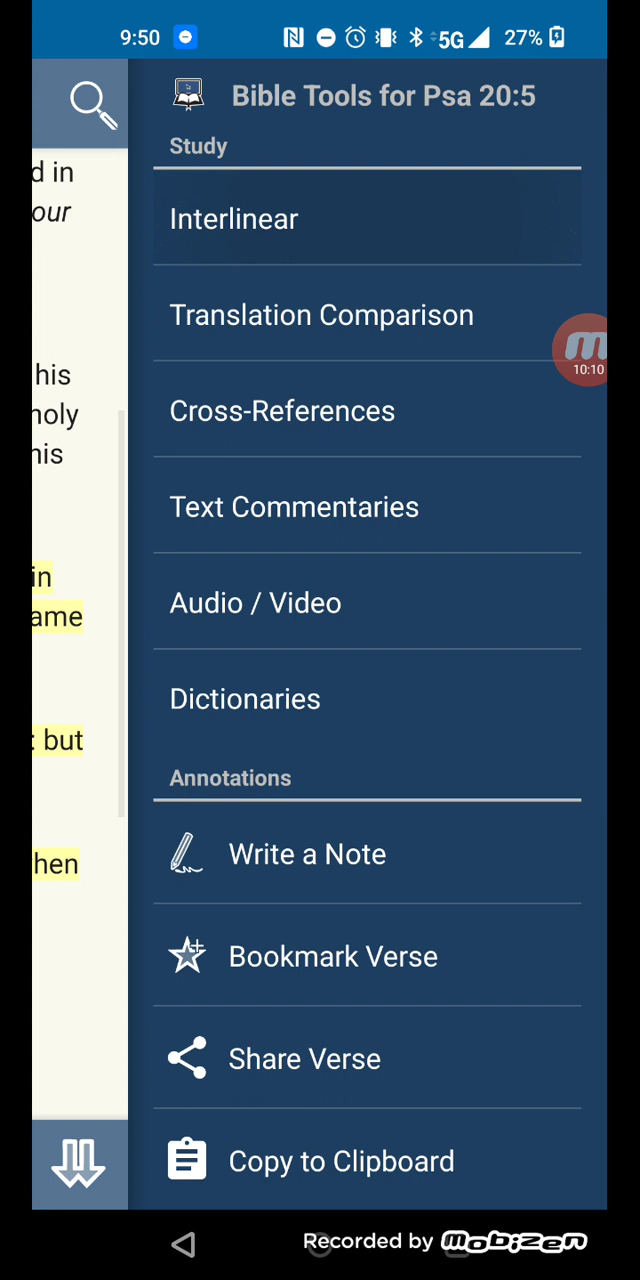 9:50 5G 27%
Bible Tools for Psa 20:5
Study
d in
our
Interlinear
Translation Comparison
10:10
his
holy
his
Cross-References
Text Commentaries
in
ame
Audio / Video
: but
Dictionaries
Annotations
hen
Write a Note
Bookmark Verse
Share Verse
Copy to Clipboard
Recorded by mobizen